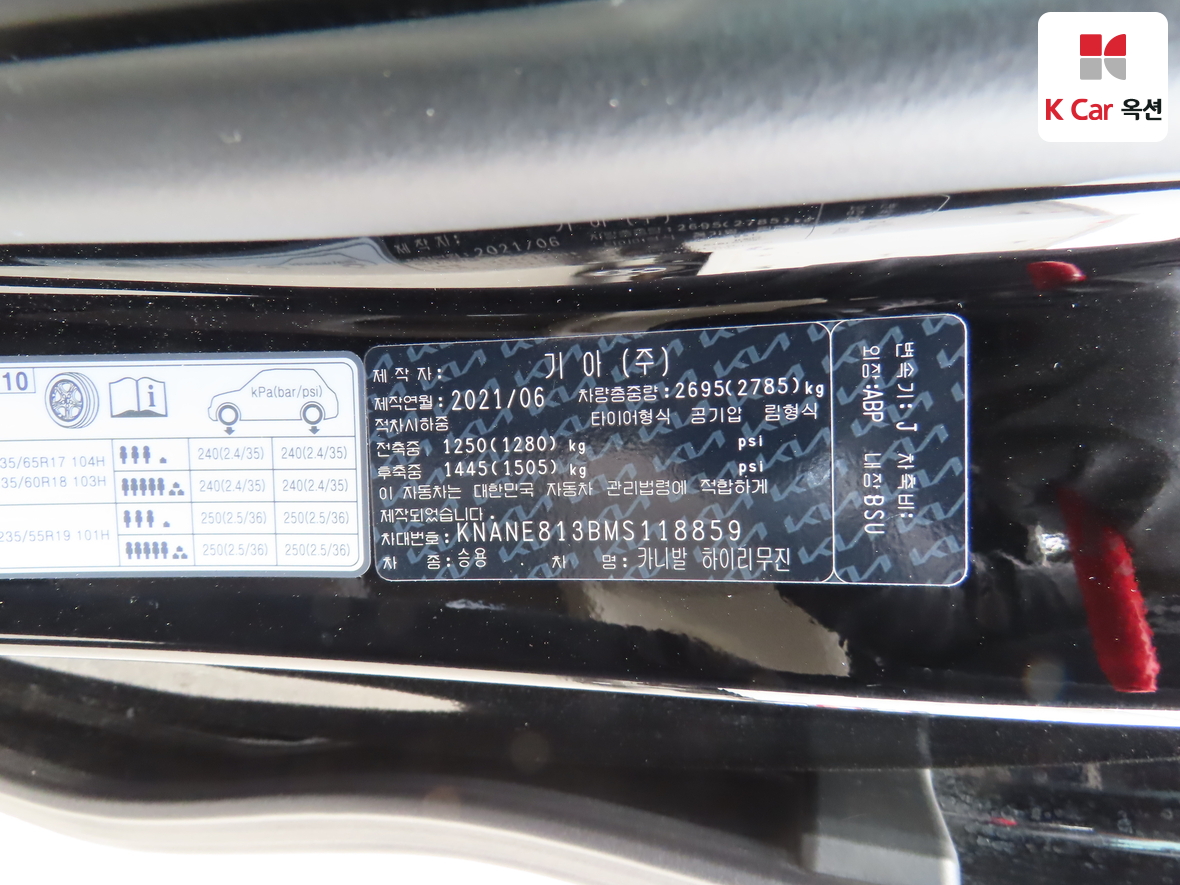 K Car 옥션
제 작 자: 기 아 (주)
제작연월: 2021/06 차량총중량:2695(2785)kg
적차시하중 타이어형식 공기압 림형식
전축중 1250(1280) kg psi
후축중 1445(1505) kg psi
이 자동차는 대한민국 자동차 관리법령에 적합하게
제작되었습니다.
차대번호:KNANE813BMS118859
차 종:승용 차 명:카니발 하이리무진
변속기:J 차축비:
외장:ABP 내장:BSU
10
kPa(bar/psi)
35/65R17 104H 240(2.4/35) 240(2.4/35)
35/60R18 103H 240(2.4/35) 240(2.4/35)
235/55R19 101H 250(2.5/36) 250(2.5/36)
250(2.5/36) 250(2.5/36)